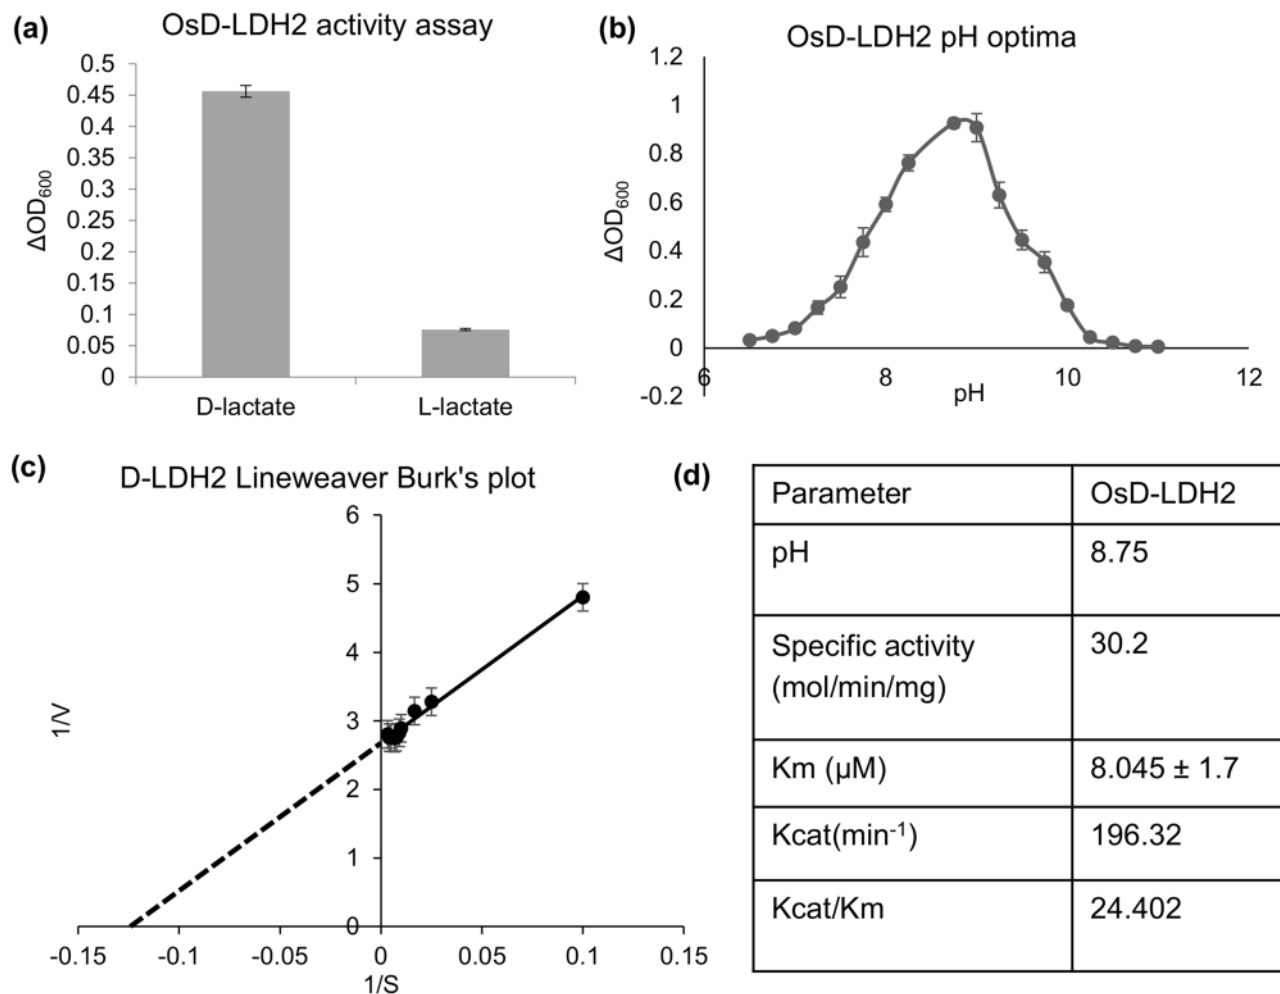 (a)
OsD-LDH2 activity assay
0.5
0.45
0.4
0.35
0.3
0.25
0.2
0.15
0.1
0.05
0
ΔOD600
D-lactate
L-lactate
(b)
OsD-LDH2 pH optima
1.2
1
0.8
0.6
0.4
0.2
0
-0.2
ΔOD600
6
8
10
12
pH
(c)
D-LDH2 Lineweaver Burk's plot
6
5
4
3
2
1
0
1/V
-0.15
-0.1
-0.05
0
0.05
0.1
0.15
1/S
(d)
Parameter OsD-LDH2
pH 8.75
Specific activity 30.2
(mol/min/mg)
Km (µM) 8.045 ± 1.7
Kcat(min-1) 196.32
Kcat/Km 24.402